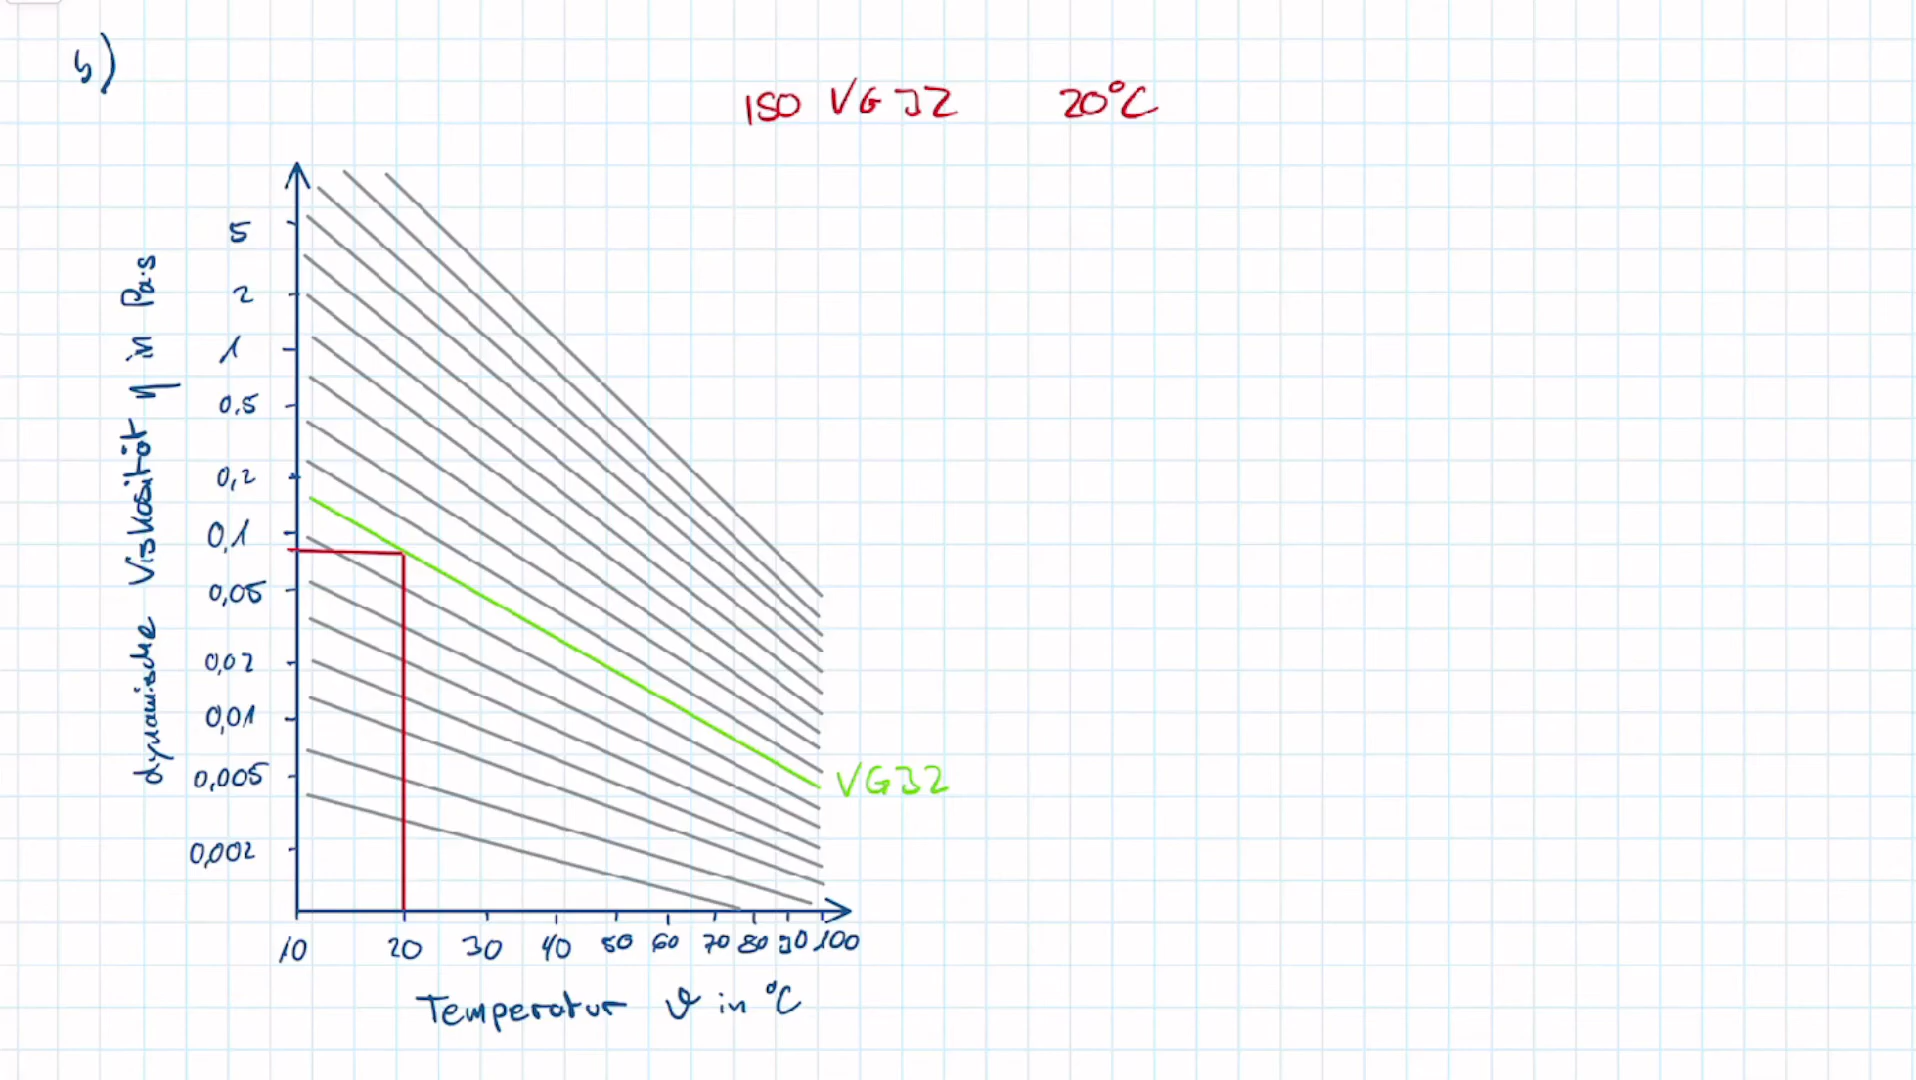 b)
ISO VG 32 20°C
dynamische Viskosität η in Pa·s
5
2
1
0,5
0,2
0,1
0,05
0,02
0,01
0,005
0,002
VG32
10 20 30 40 50 60 70 80 90 100
Temperatur ϑ in °C